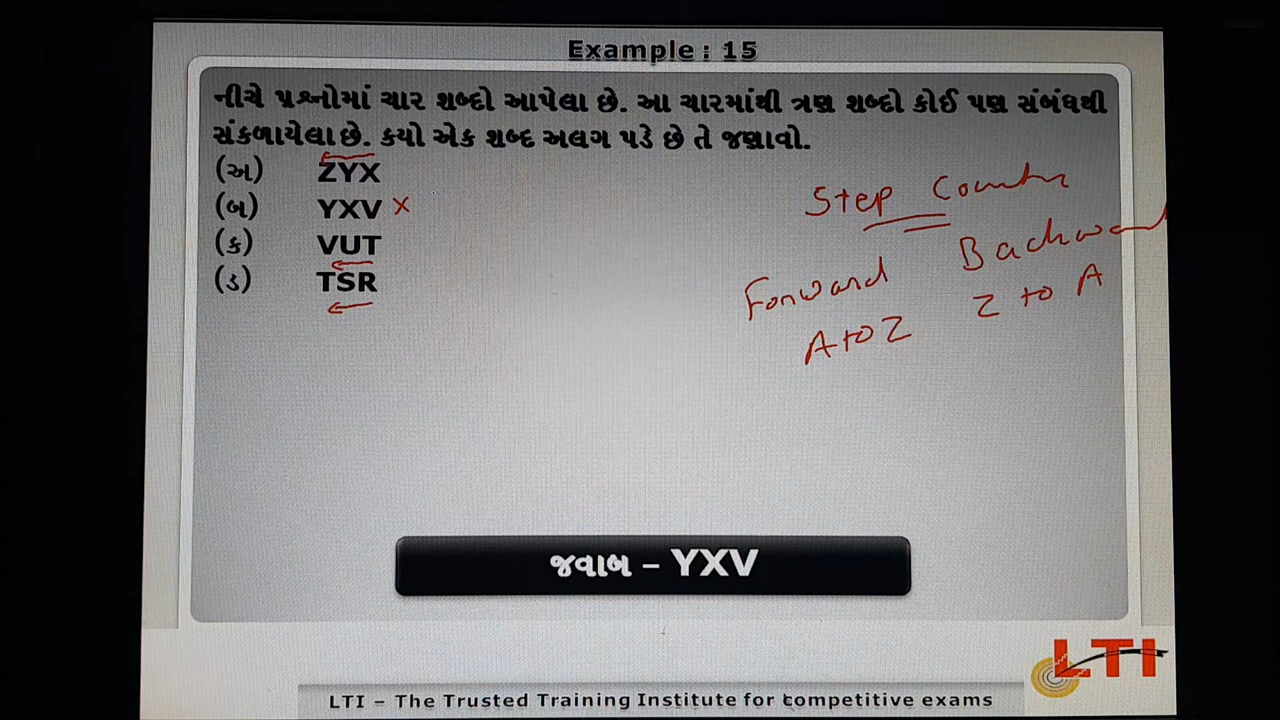 Example : 15
નીચે પ્રશ્નોમાં ચાર શબ્દો આપેલા છે. આ ચારમાંથી ત્રણ શબ્દો કોઈ પણ સંબંધથી
સંકળાયેલા છે. કયો એક શબ્દ અલગ પડે છે તે જણાવો.
(અ) ZYX
(બ) YXV x
(ક) VUT
(ડ) TSR
Step
Forward Backward
A to Z Z to A
જવાબ – YXV
LTI
LTI – The Trusted Training Institute for competitive exams